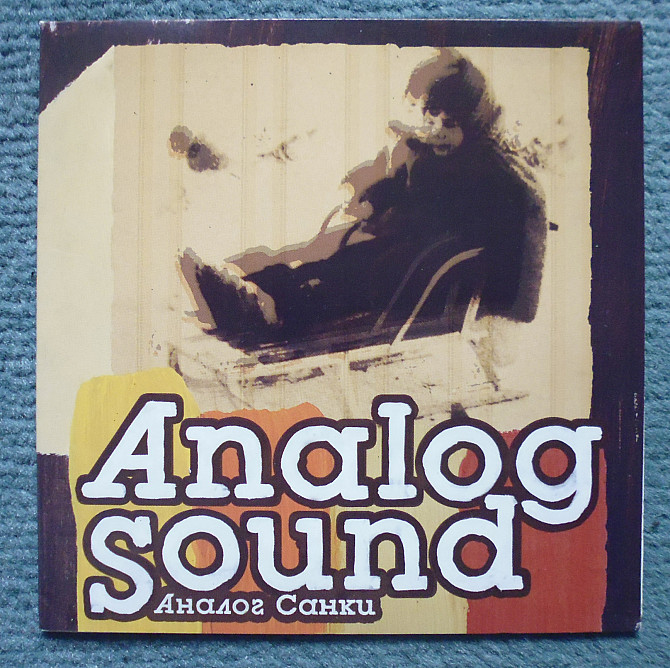 Analog
sound
Аналог Санки